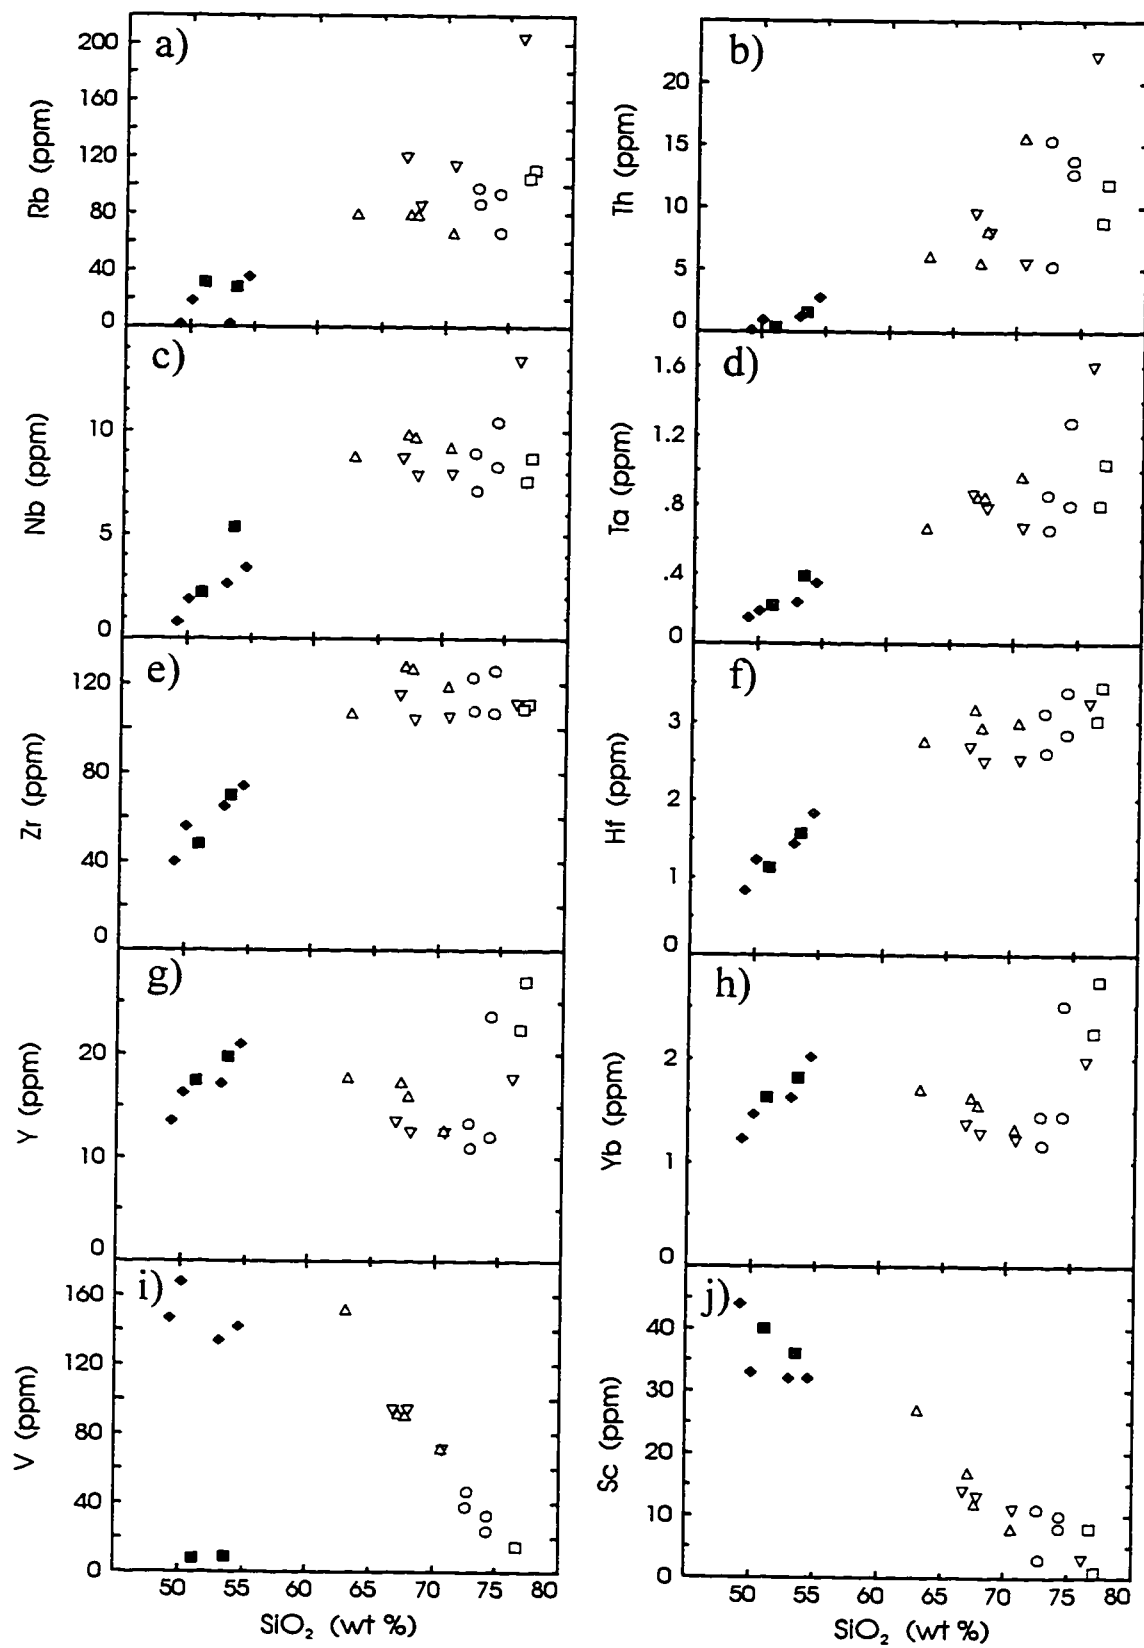 a)
200
160
120
80
40
0
Rb (ppm)
b)
20
15
10
5
0
Th (ppm)
c)
10
5
0
Nb (ppm)
d)
1.6
1.2
.8
.4
0
Ta (ppm)
e)
120
80
40
0
Zr (ppm)
f)
3
2
1
0
Hf (ppm)
g)
20
10
0
Y (ppm)
h)
2
1
0
Yb (ppm)
i)
160
120
80
40
0
V (ppm)
50 55 60 65 70 75 80
SiO₂ (wt %)
j)
40
30
20
10
0
Sc (ppm)
50 55 60 65 70 75 80
SiO₂ (wt %)